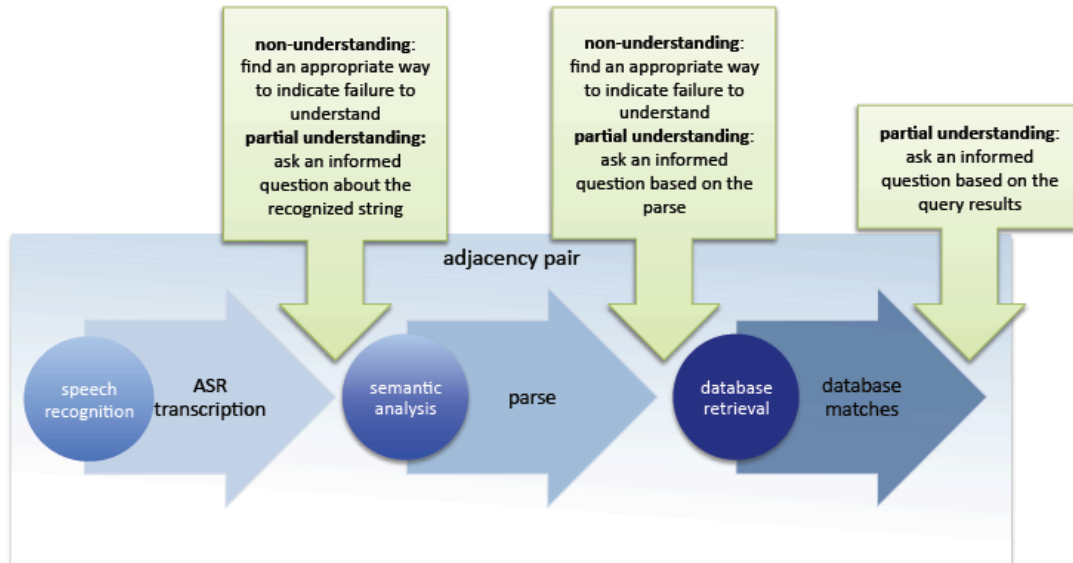 non-understanding:
find an appropriate way
to indicate failure to
understand
partial understanding:
ask an informed
question about the
recognized string
non-understanding:
find an appropriate way
to indicate failure to
understand
partial understanding:
ask an informed
question based on the
parse
partial understanding:
ask an informed
question based on the
query results
adjacency pair
speech
recognition
ASR
transcription
semantic
analysis
parse
database
retrieval
database
matches